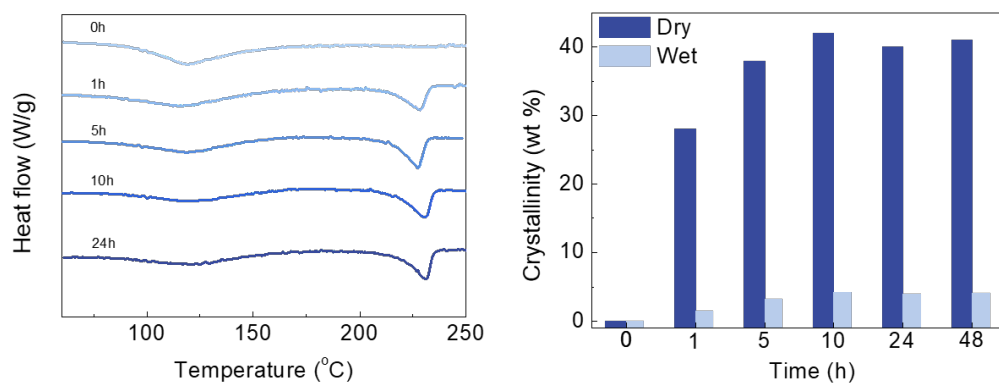 0h
1h
5h
10h
24h
Heat flow (W/g)
100 150 200 250
Temperature (°C)
Dry
Wet
40
30
20
10
0
Crystallinity (wt %)
0 1 5 10 24 48
Time (h)